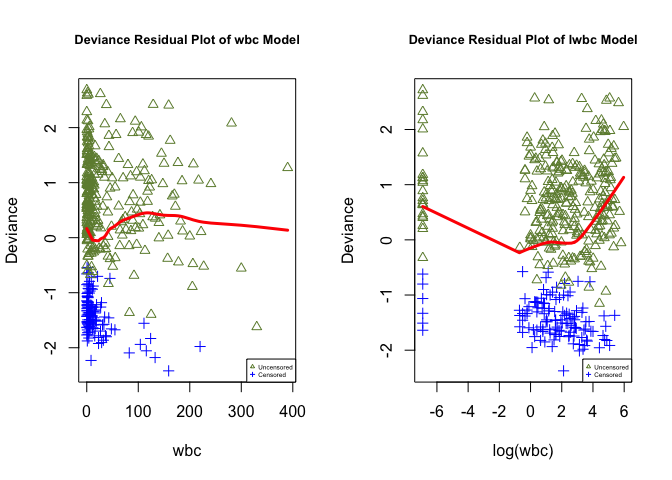 Deviance Residual Plot of wbc Model
Deviance
2
1
0
-1
-2
0 100 200 300 400
wbc
Uncensored
Censored
Deviance Residual Plot of lwbc Model
Deviance
2
1
0
-1
-2
-6 -4 -2 0 2 4 6
log(wbc)
Uncensored
Censored